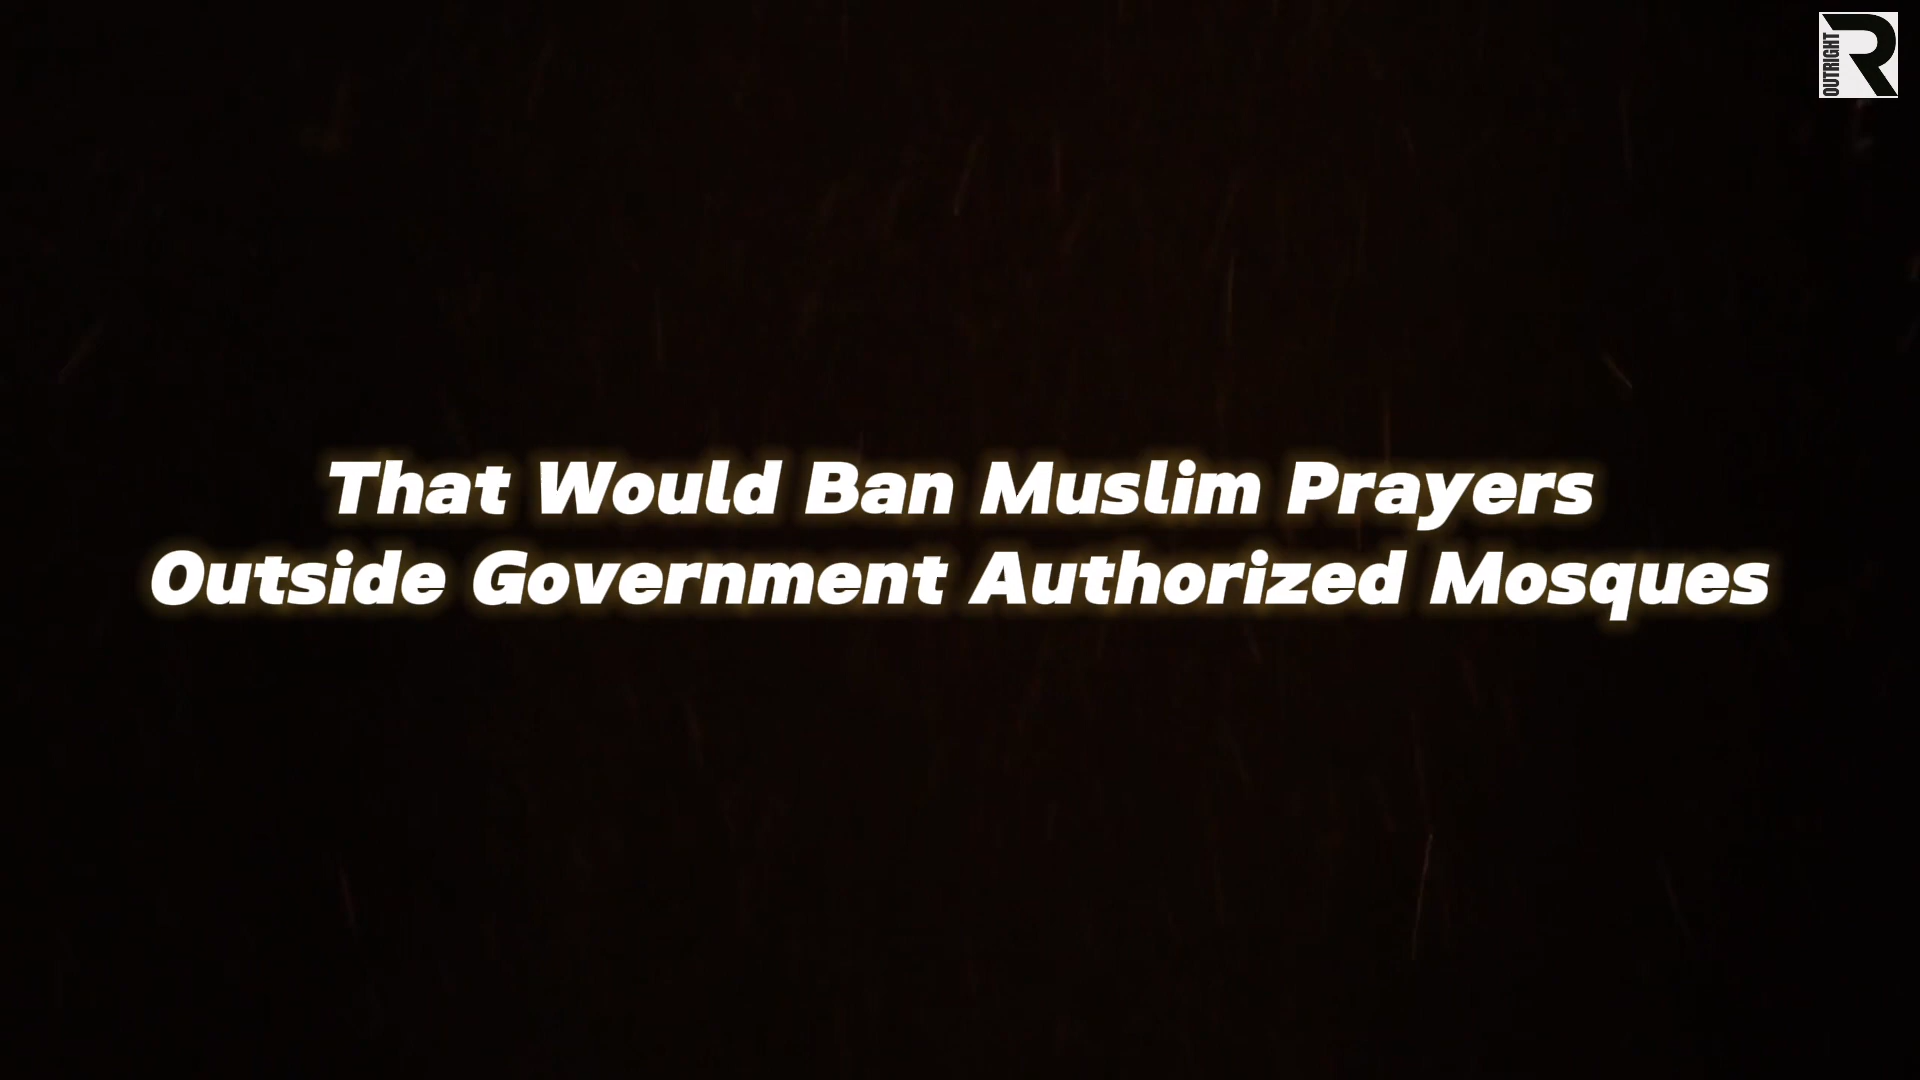 OUTRIGHT
R
That Would Ban Muslim Prayers
Outside Government Authorized Mosques